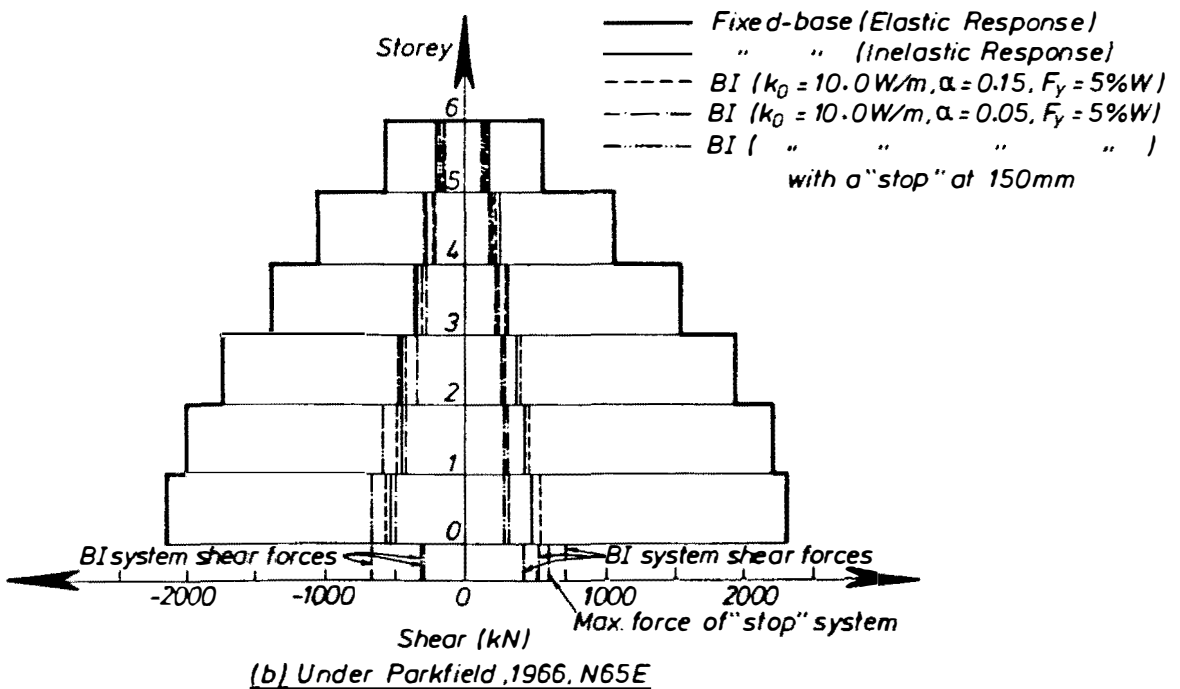 Storey
Fixed-base (Elastic Response)
" " (Inelastic Response)
BI (k₀ = 10.0W/m, α = 0.15, Fy = 5%W)
BI (k₀ = 10.0W/m, α = 0.05, Fy = 5%W)
BI ( " " " " )
with a "stop" at 150mm
6
5
4
3
2
1
0
BI system shear forces
BI system shear forces
-2000 -1000 0 1000 2000
Max. force of "stop" system
Shear (kN)
(b) Under Parkfield, 1966, N65E